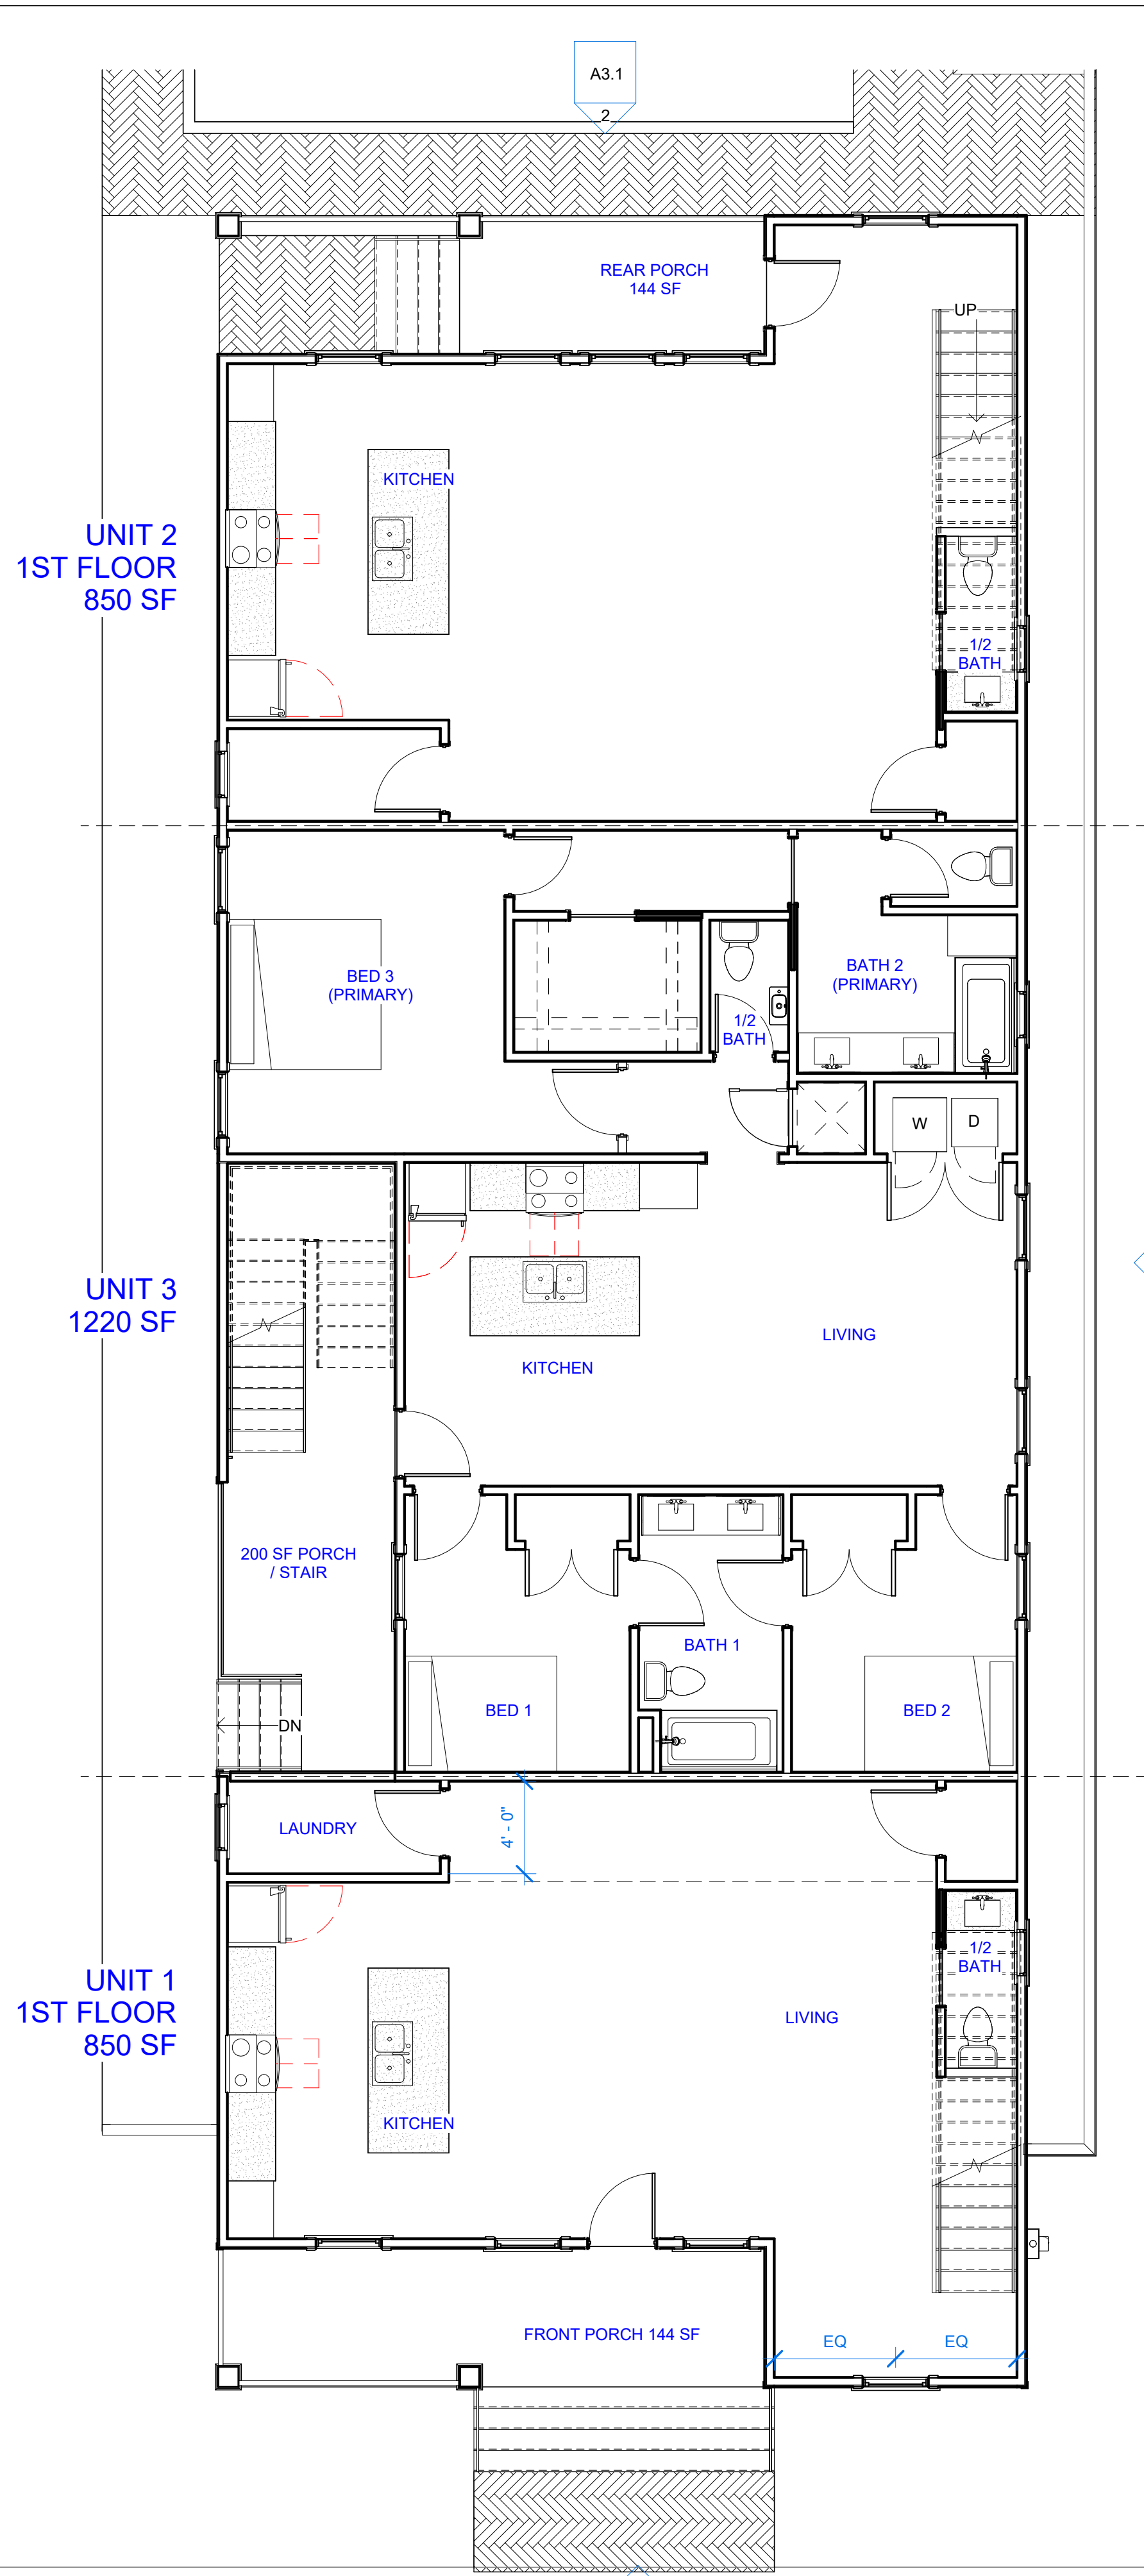 A3.1
2
REAR PORCH
144 SF
UP
KITCHEN
UNIT 2
1ST FLOOR
850 SF
1/2
BATH
BED 3
(PRIMARY)
BATH 2
(PRIMARY)
1/2
BATH
W
D
UNIT 3
1220 SF
LIVING
KITCHEN
200 SF PORCH
/ STAIR
BATH 1
BED 1
BED 2
DN
LAUNDRY
4' - 0"
1/2
BATH
UNIT 1
1ST FLOOR
850 SF
LIVING
KITCHEN
FRONT PORCH 144 SF
EQ
EQ